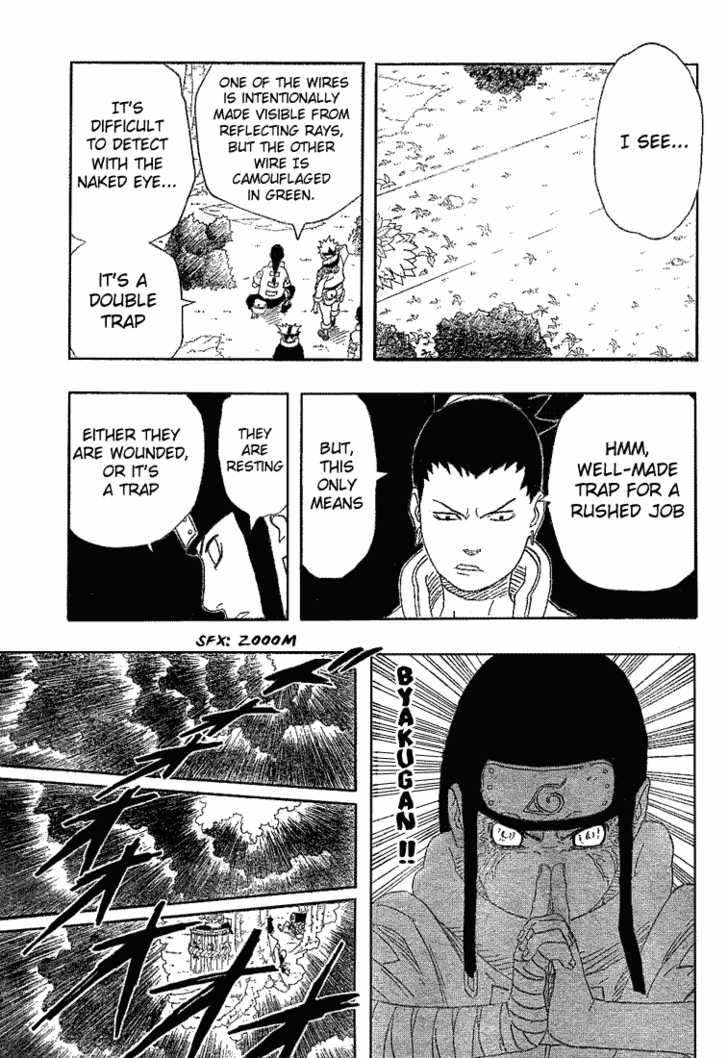 I SEE...
ONE OF THE WIRES
IS INTENTIONALLY
MADE VISIBLE FROM
REFLECTING RAYS,
BUT THE OTHER
WIRE IS
CAMOUFLAGED
IN GREEN.
IT'S
DIFFICULT
TO DETECT
WITH THE
NAKED EYE...
IT'S A
DOUBLE
TRAP
HMM,
WELL-MADE
TRAP FOR A
RUSHED JOB
BUT,
THIS ONLY
MEANS
THEY
ARE
RESTING
EITHER THEY
ARE WOUNDED,
OR IT'S
A TRAP
BYAKUGAN!!
SFX: ZOOOM